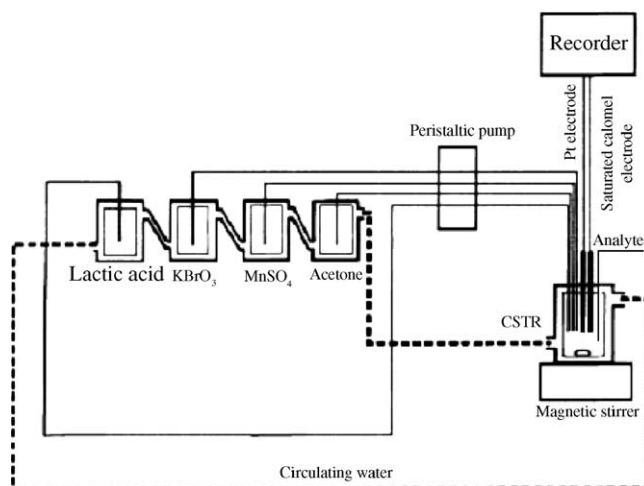 Recorder
Pt electrode
Saturated calomel
electrode
Peristaltic pump
Analyte
Lactic acid
KBrO₃
MnSO₄
Acetone
CSTR
Magnetic stirrer
Circulating water